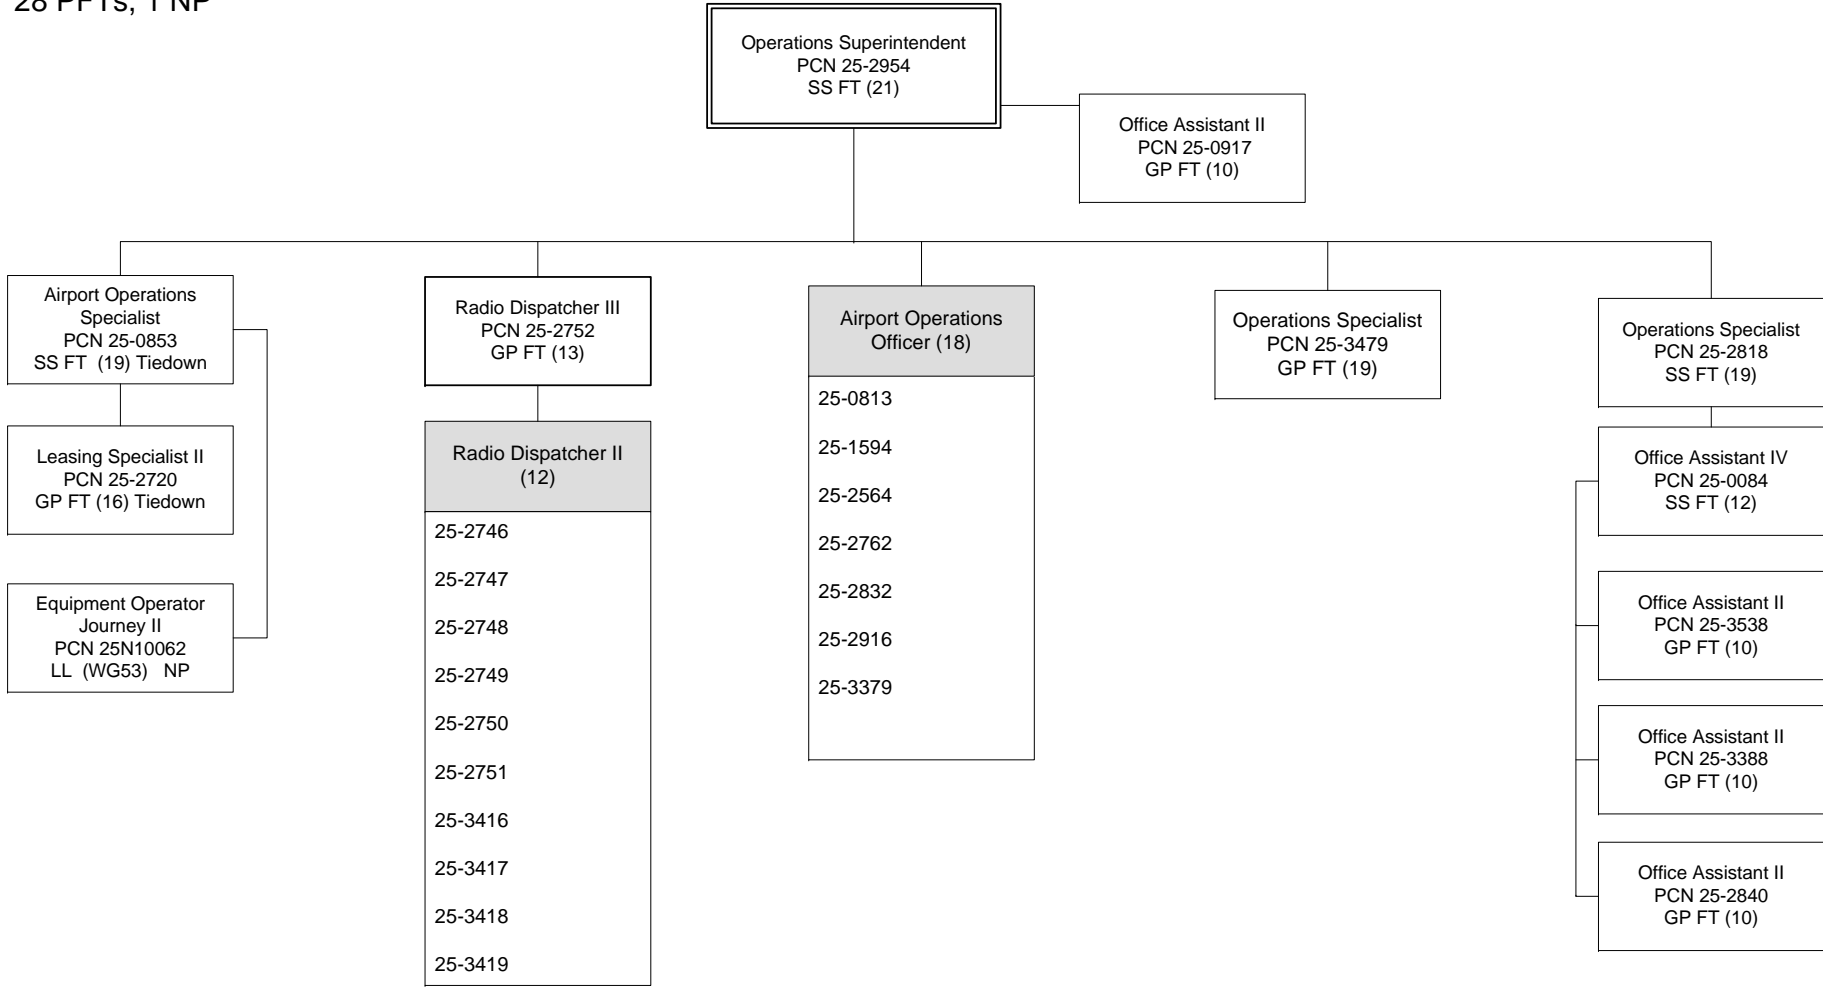 28 PFTs, 1 NP
Operations Superintendent
PCN 25-2954
SS FT (21)
Office Assistant II
PCN 25-0917
GP FT (10)
Airport Operations
Specialist
PCN 25-0853
SS FT (19) Tiedown
Leasing Specialist II
PCN 25-2720
GP FT (16) Tiedown
Equipment Operator
Journey II
PCN 25N10062
LL (WG53) NP
Radio Dispatcher III
PCN 25-2752
GP FT (13)
Radio Dispatcher II
(12)
25-2746
25-2747
25-2748
25-2749
25-2750
25-2751
25-3416
25-3417
25-3418
25-3419
Airport Operations
Officer (18)
25-0813
25-1594
25-2564
25-2762
25-2832
25-2916
25-3379
Operations Specialist
PCN 25-3479
GP FT (19)
Operations Specialist
PCN 25-2818
SS FT (19)
Office Assistant IV
PCN 25-0084
SS FT (12)
Office Assistant II
PCN 25-3538
GP FT (10)
Office Assistant II
PCN 25-3388
GP FT (10)
Office Assistant II
PCN 25-2840
GP FT (10)